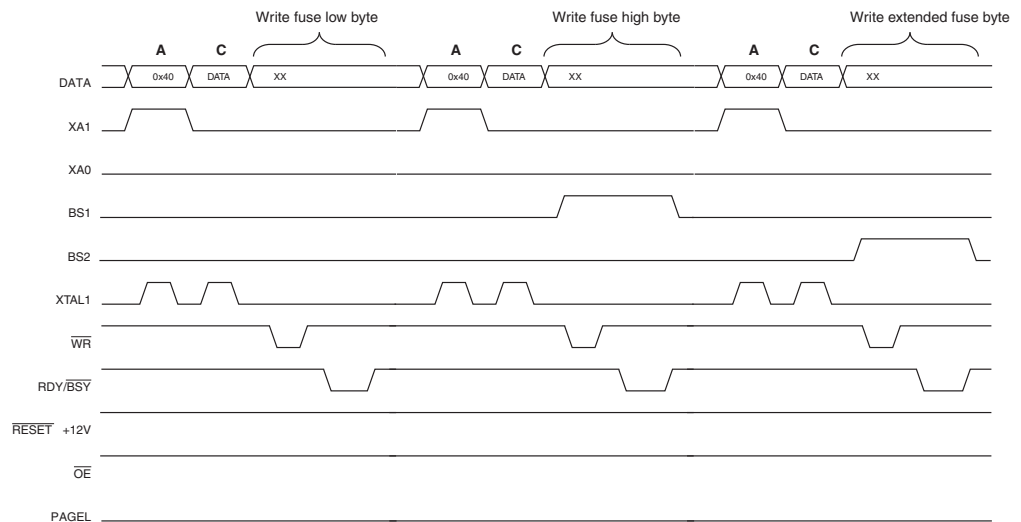 Write fuse low byte Write fuse high byte Write extended fuse byte
A C A C A C
DATA 0x40 DATA XX 0x40 DATA XX 0x40 DATA XX
XA1
XA0
BS1
BS2
XTAL1
WR
RDY/BSY
RESET +12V
OE
PAGEL